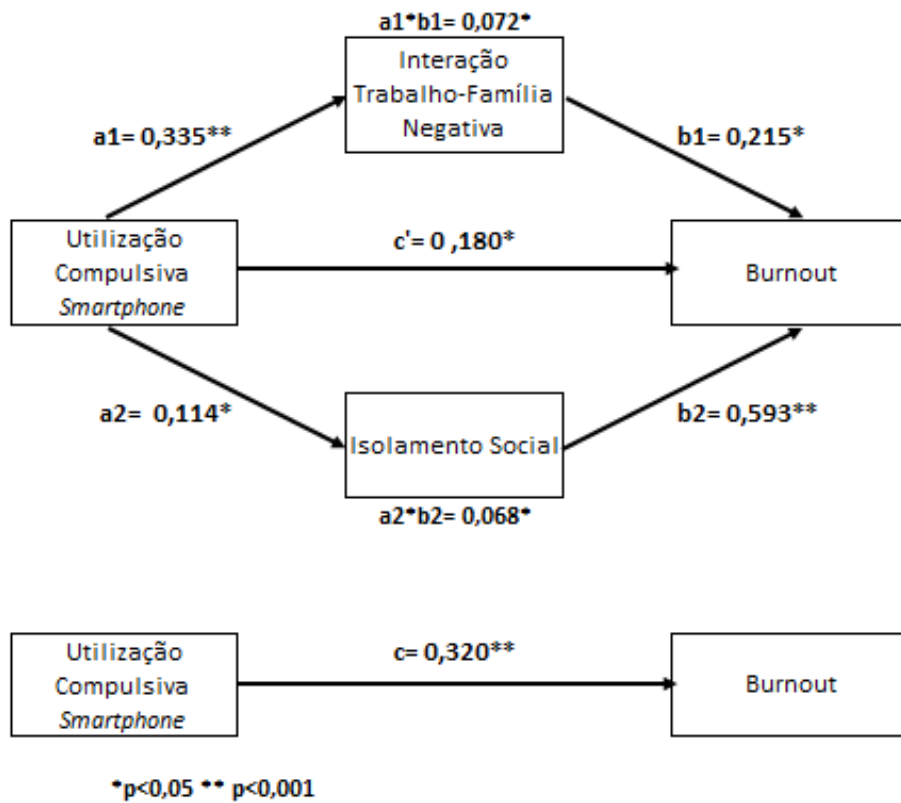 a1*b1= 0,072*
Interação
Trabalho-Família
Negativa
a1= 0,335**
b1= 0,215*
Utilização
Compulsiva
Smartphone
c'= 0 ,180*
Burnout
a2=  0,114*
b2= 0,593**
Isolamento Social
a2*b2= 0,068*
Utilização
Compulsiva
Smartphone
c= 0,320**
Burnout
*p<0,05 ** p<0,001